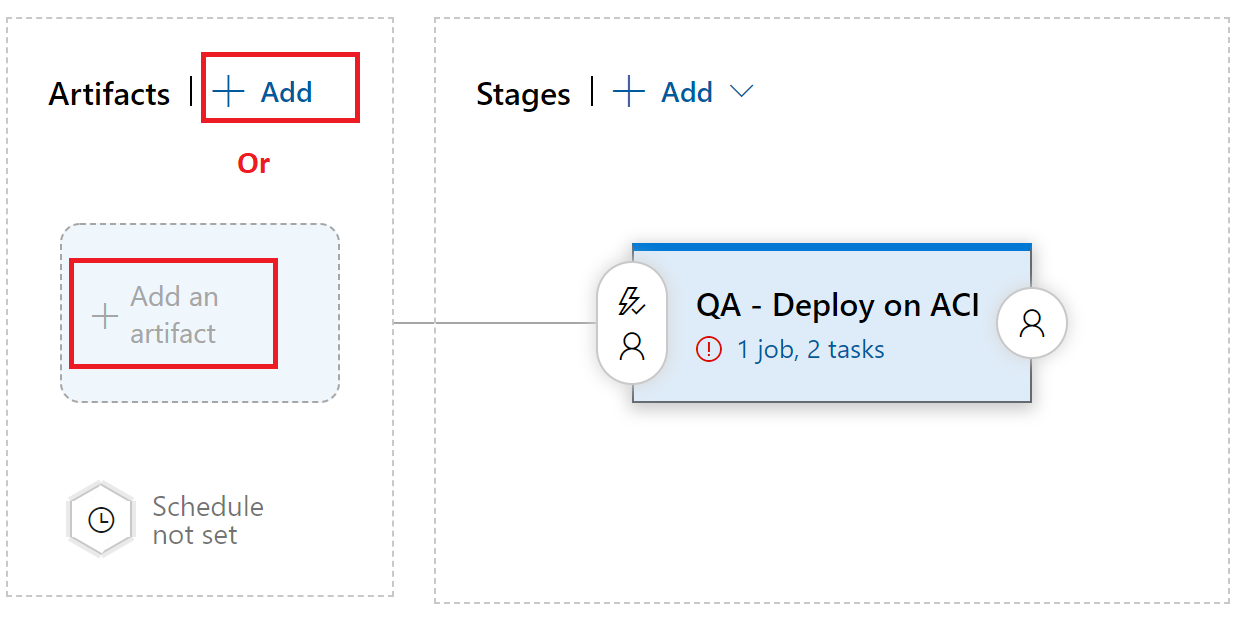 Artifacts | + Add
Or
+ Add an
artifact
Schedule
not set
Stages | + Add
QA - Deploy on ACI
1 job, 2 tasks